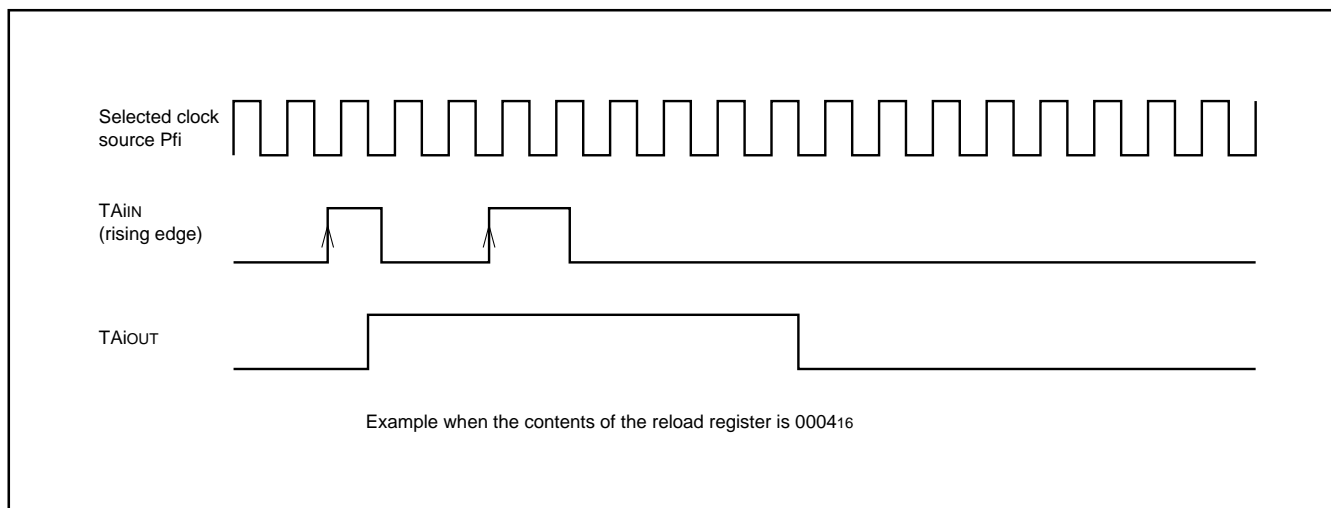 Selected clock
source Pfi
TAiIN
(rising edge)
TAiOUT
Example when the contents of the reload register is 000416